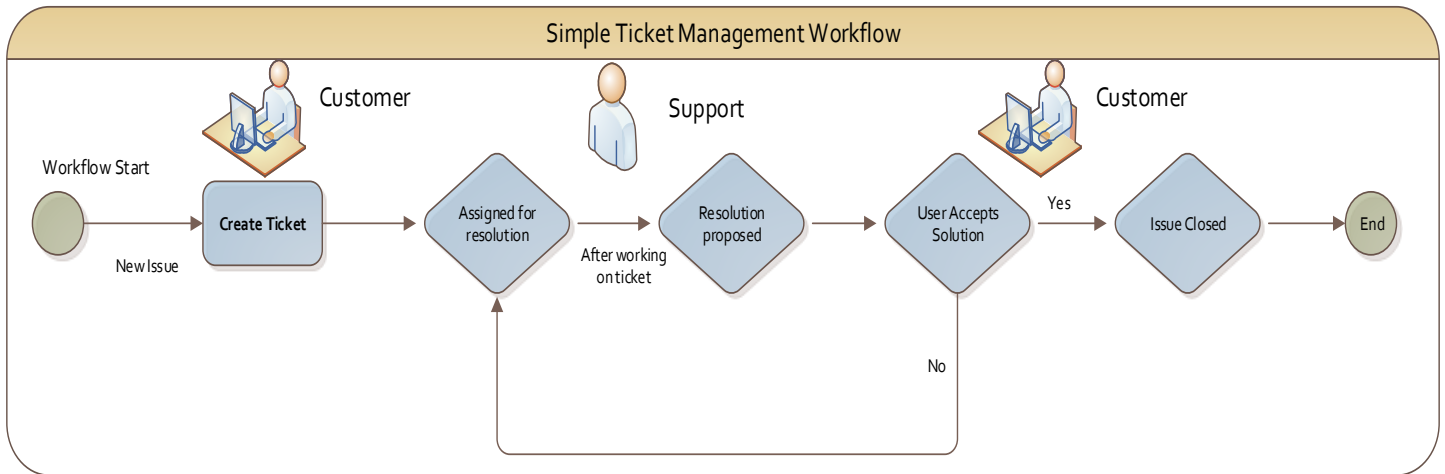 Simple Ticket Management Workflow
Customer
Support
Customer
Workflow Start
New Issue
Create Ticket
Assigned for
resolution
After working
on ticket
Resolution
proposed
User Accepts
Solution
Yes
No
Issue Closed
End